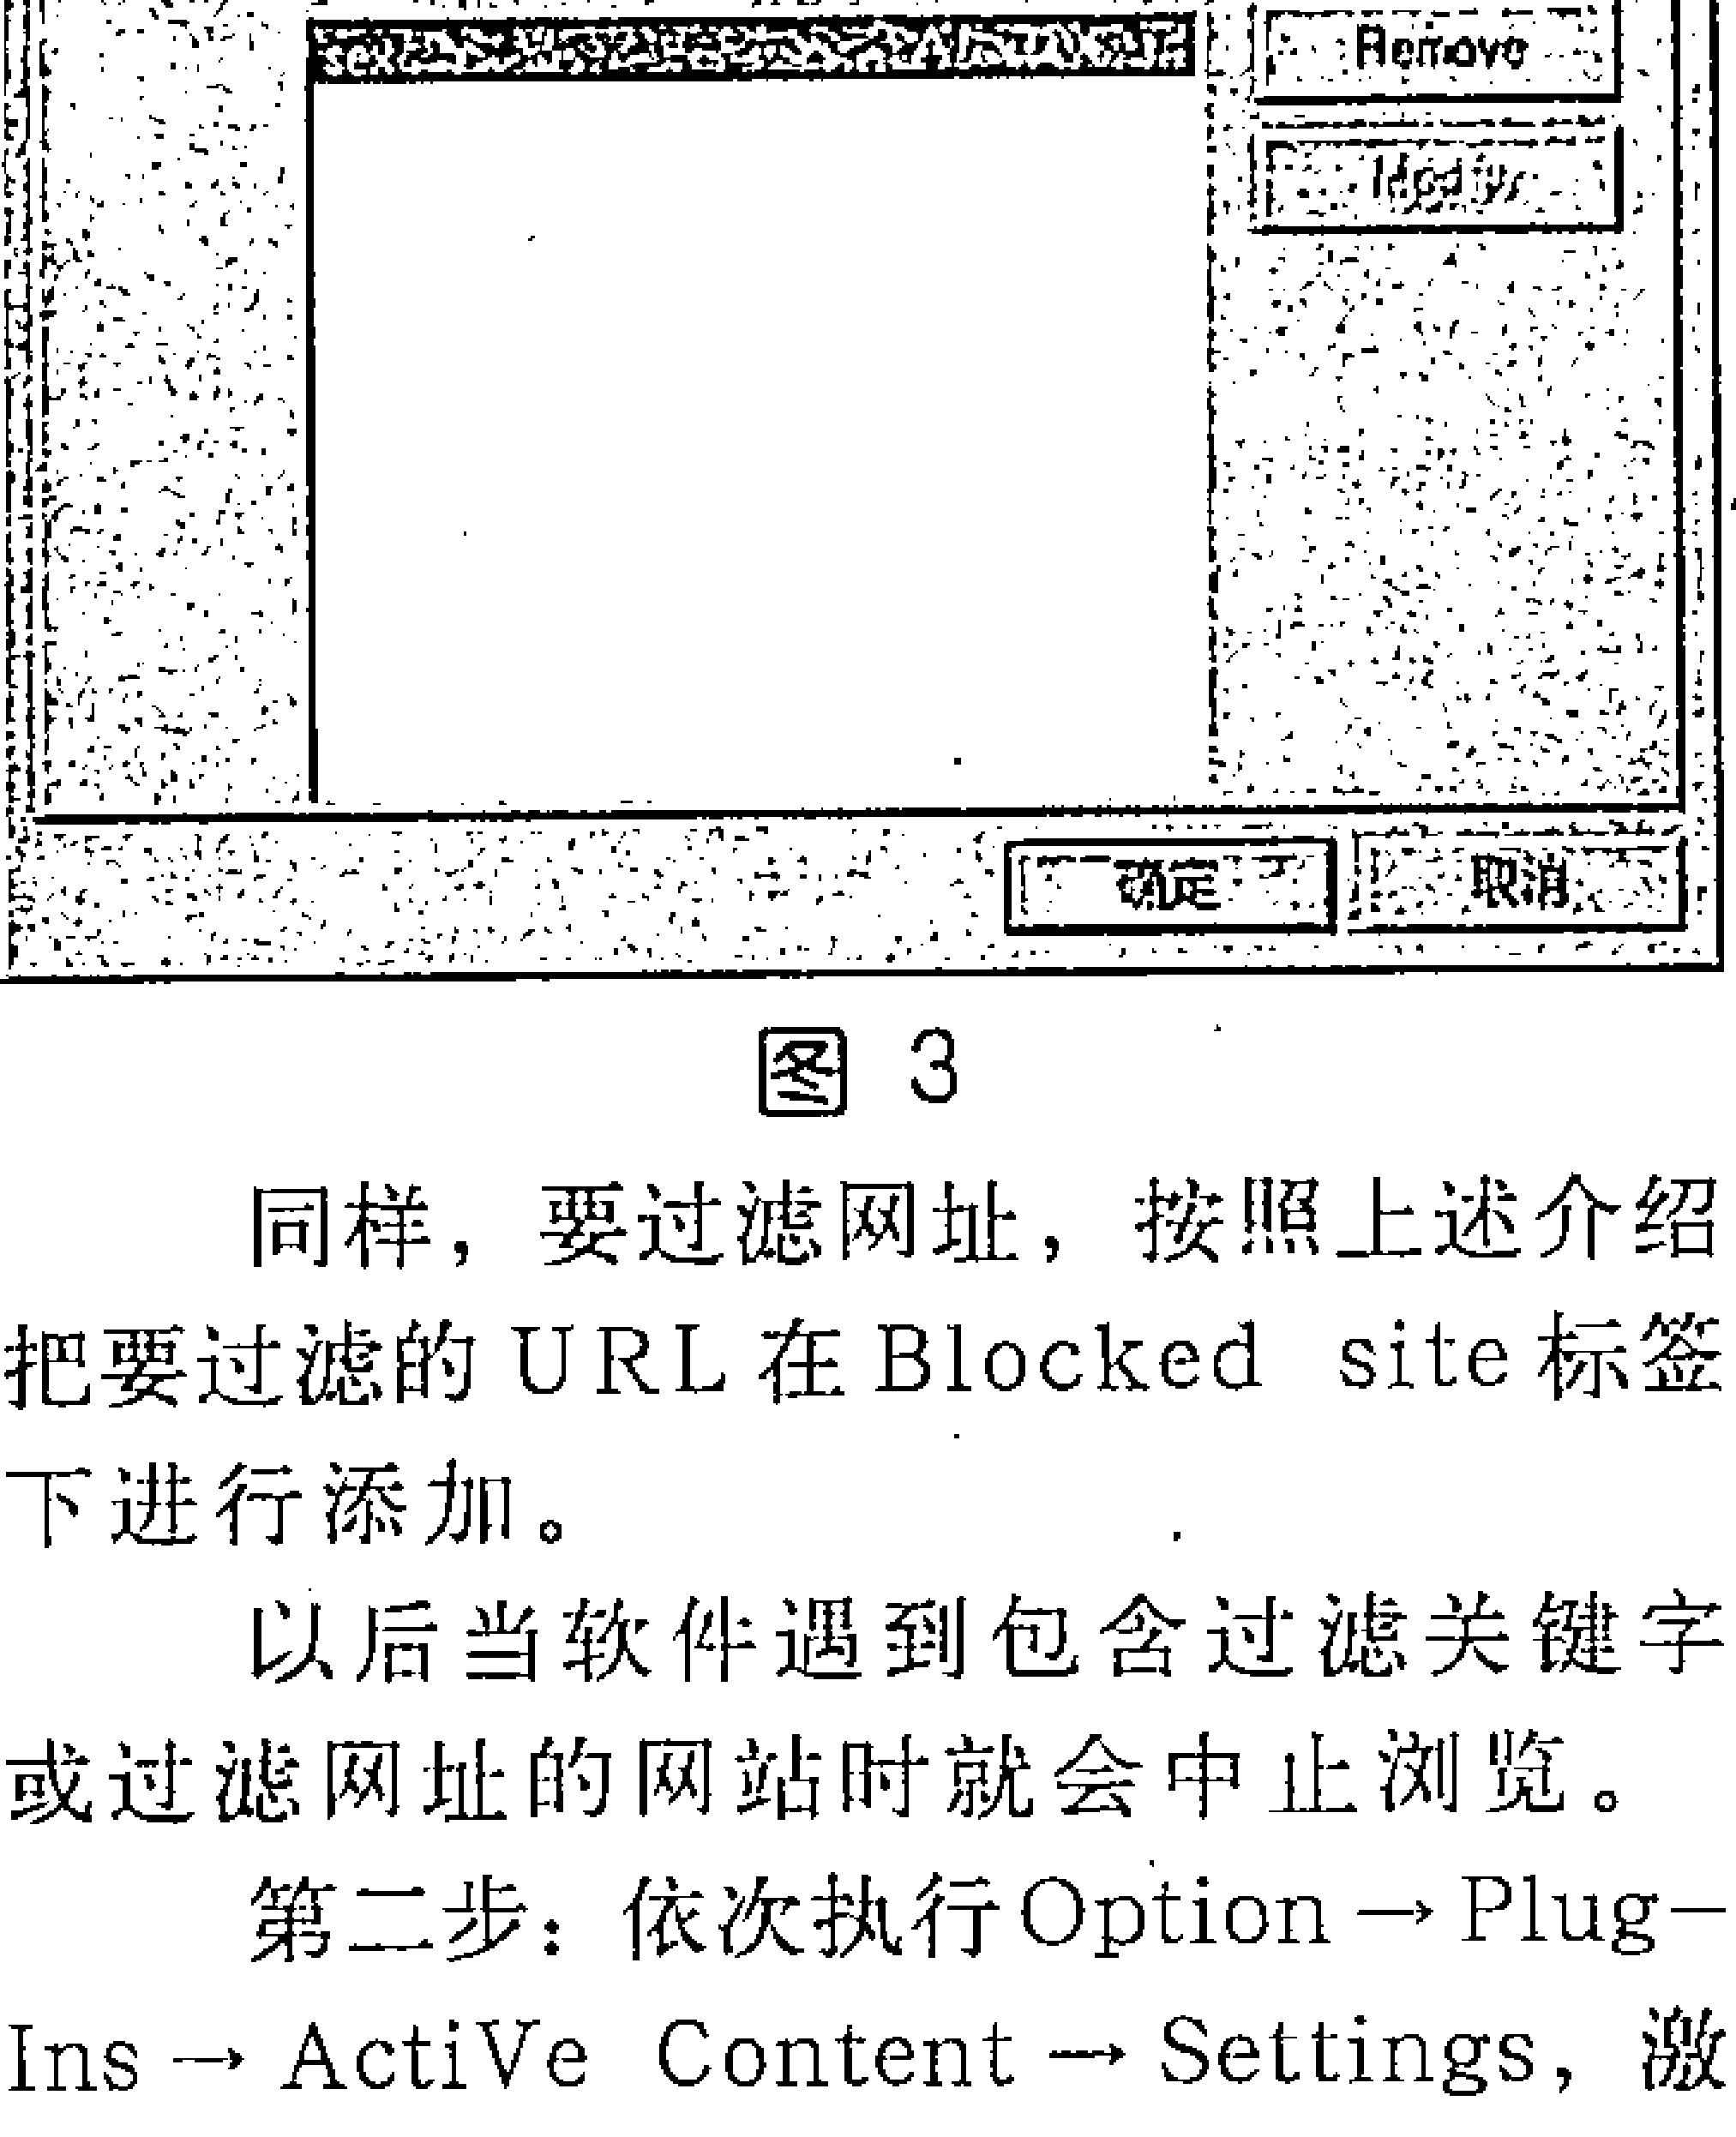 sex
Remove
Modify
确定 取消
图 3
同样，要过滤网址，按照上述介绍
把要过滤的 URL 在 Blocked site 标签
下进行添加。
以后当软件遇到包含过滤关键字
或过滤网址的网站时就会中止浏览。
第二步：依次执行Option→Plug-
Ins→ActiVe Content→Settings，激